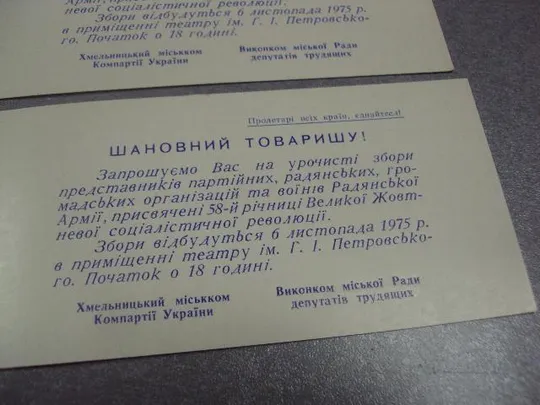 Армії, присвячені
невої соціалістичної революції.
Збори відбудуться 6 листопада 1975 р.
в приміщенні театру ім. Г. І. Петровсько-
го. Початок о 18 годині.
Хмельницький міськком
Компартії України
Виконком міської Ради
депутатів трудящих
Пролетарі всіх країн, єднайтеся!
ШАНОВНИЙ ТОВАРИШУ!
Запрошуємо Вас на урочисті збори
представників партійних, радянських, гро-
мадських організацій та воїнів Радянської
Армії, присвячені 58-й річниці Великої Жовт-
невої соціалістичної революції.
Збори відбудуться 6 листопада 1975 р.
в приміщенні театру ім. Г. І. Петровсько-
го. Початок о 18 годині.
Хмельницький міськком
Компартії України
Виконком міської Ради
депутатів трудящих